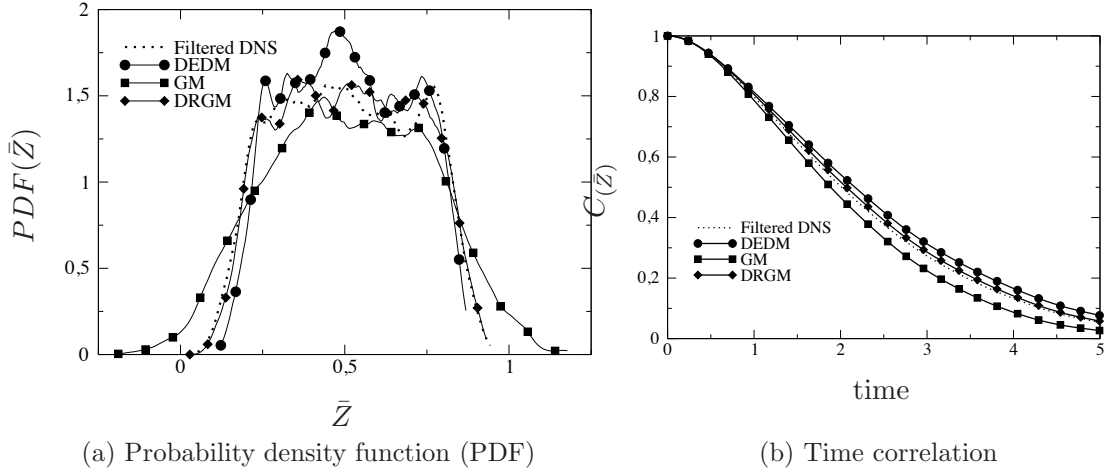 2
1,5
1
0,5
0
0
0,5
1
PDF(Z̄)
Z̄
Filtered DNS
DEDM
GM
DRGM
(a) Probability density function (PDF)
1
0.8
0.6
0.4
0.2
0
0
1
2
3
4
5
C(Z̄)
time
Filtered DNS
DEDM
GM
DRGM
(b) Time correlation